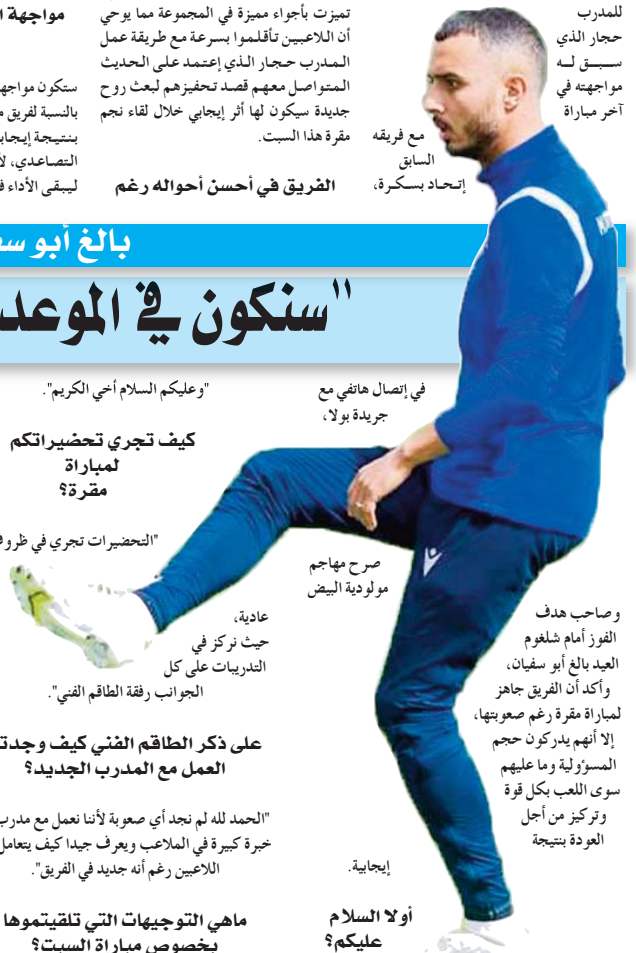 للمدرب
حجار الذي
سـبـق لـه
مواجهته في
آخر مباراة
مع فريقه
السابق
إتـحـاد بسكـرة،
تميزت بأجواء مميزة في المجموعة مما يوحي
أن اللاعبين تأقلموا بسرعة مع طريقة عمل
المدرب حجار الذي إعتمد على الحديث
المتواصل معهم قصد تحفيزهم لبعث روح
جديدة سيكون لها أثر إيجابي خلال لقاء نجم
مقرة هذا السبت.
الفريق في أحسن أحواله رغم
مواجهة
ستكون
بالنسبة لفريق
بنتيجة
التصاعدي،
ليبقى الأداء
بالغ أبو
"سنكون في الموعد
في إتصال هاتفي مع
جريدة بولا،
صرح مهاجم
مولودية البيض
وصاحب هدف
الفوز أمام شلغوم
العيد بالغ أبو سفيان،
وأكد أن الفريق جاهز
لمباراة مقرة رغم صعوبتها،
إلا أنهم يدركون حجم
المسؤولية وما عليهم
سوى اللعب بكل قوة
وتركيز من أجل
العودة بنتيجة
إيجابية.
أولا السلام
عليكم؟
"وعليكم السلام أخي الكريم".
كيف تجري تحضيراتكم
لمباراة
مقرة؟
"التحضيرات تجري في
عادية،
حيث نركز في
التدريبات على كل
الجوانب رفقة الطاقم الفني".
على ذكر الطاقم الفني كيف
العمل مع المدرب الجديد؟
"الحمد لله لم نجد أي صعوبة لأننا نعمل مع مدرب
خبرة كبيرة في الملاعب ويعرف جيدا كيف يتعامل
اللاعبين رغم أنه جديد في الفريق".
ماهي التوجيهات التي تلقيتموها
بخصوص مباراة السبت؟